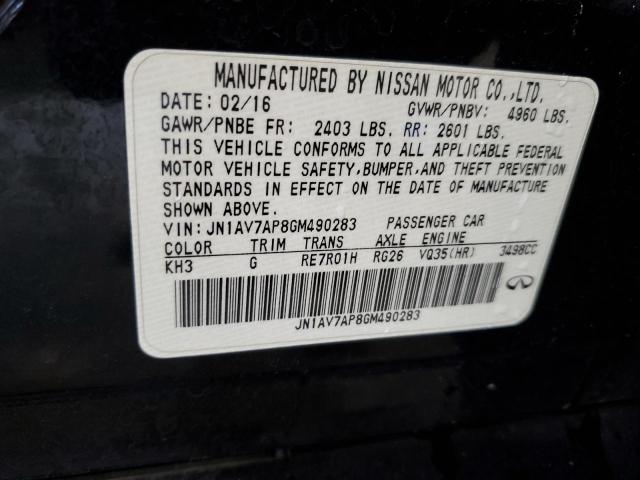 MANUFACTURED BY NISSAN MOTOR CO.,LTD.
DATE: 02/16 GVWR/PNBV: 4960 LBS.
GAWR/PNBE FR: 2403 LBS. RR: 2601 LBS.
THIS VEHICLE CONFORMS TO ALL APPLICABLE FEDERAL
MOTOR VEHICLE SAFETY,BUMPER,AND THEFT PREVENTION
STANDARDS IN EFFECT ON THE DATE OF MANUFACTURE
SHOWN ABOVE.
VIN: JN1AV7AP8GM490283 PASSENGER CAR
COLOR TRIM TRANS AXLE ENGINE
KH3 G RE7R01H RG26 VQ35(HR) 3498CC
JN1AV7AP8GM490283